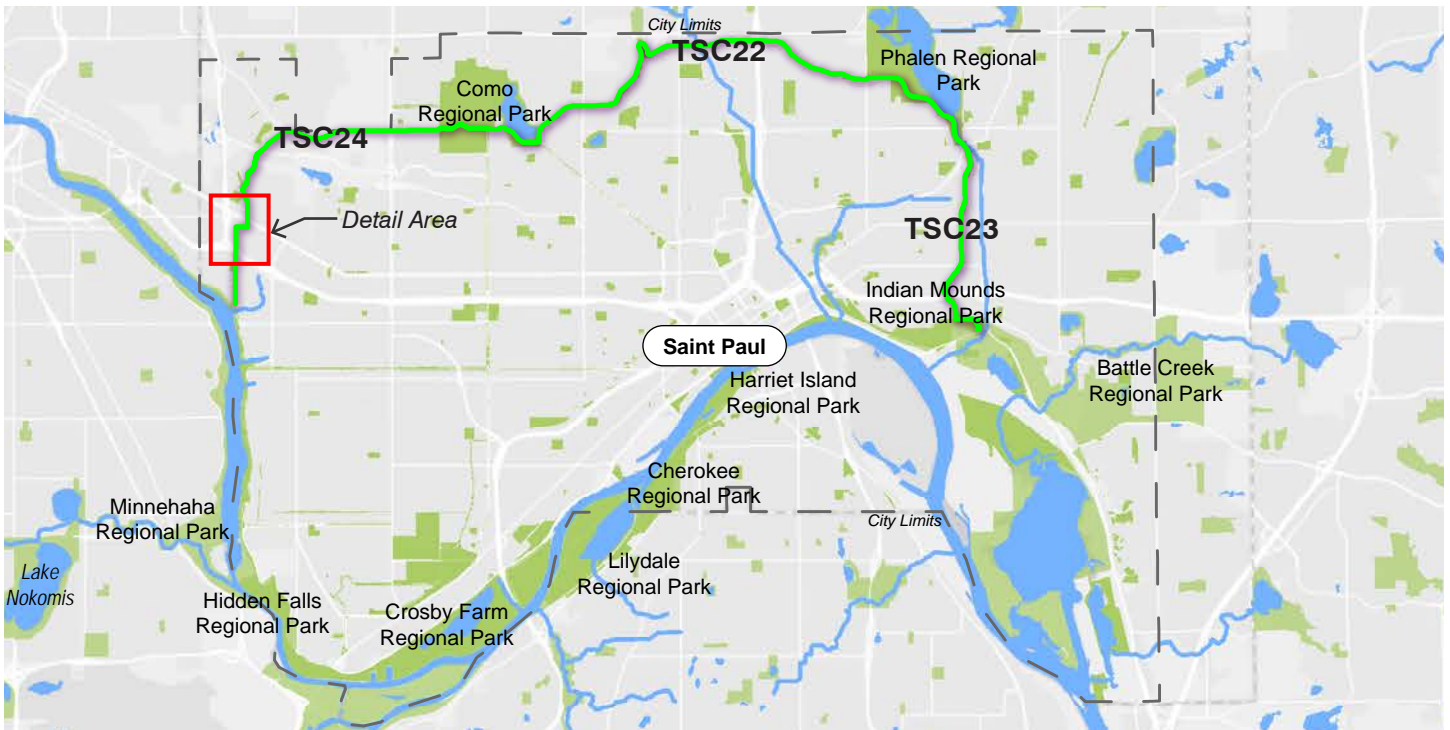 City Limits
TSC22
Phalen Regional
Park
Como
Regional Park
TSC24
Detail Area
TSC23
Indian Mounds
Regional Park
Saint Paul
Battle Creek
Regional Park
Harriet Island
Regional Park
Cherokee
Regional Park
Minnehaha
Regional Park
City Limits
Lilydale
Regional Park
Lake
Nokomis
Hidden Falls
Regional Park
Crosby Farm
Regional Park